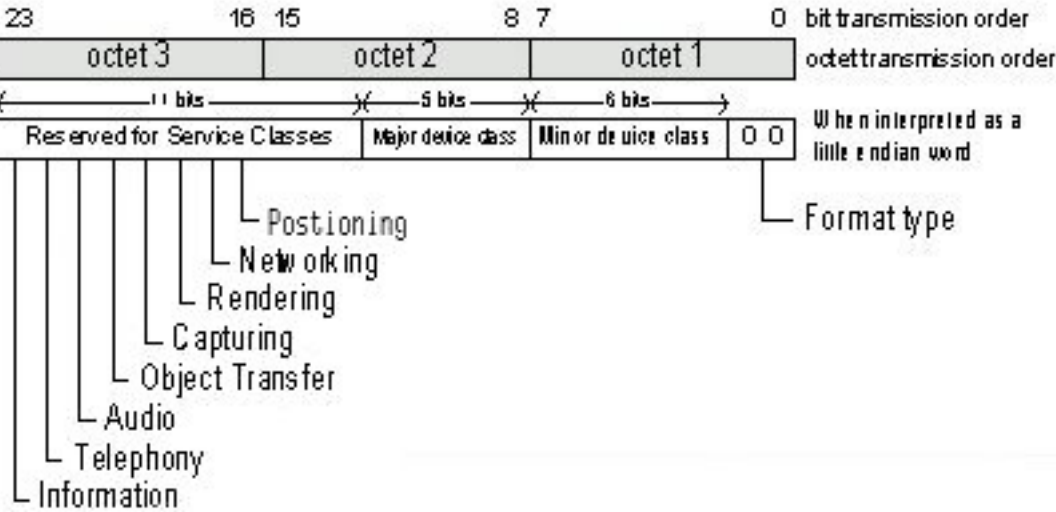 23 16 15 8 7 0 bit transmission order
octet 3 octet 2 octet 1 octet transmission order
11 bits 5 bits 6 bits
Reserved for Service Classes Major device class Minor device class 0 0 When interpreted as a
little endian word
Postioning Format type
Networking
Rendering
Capturing
Object Transfer
Audio
Telephony
Information